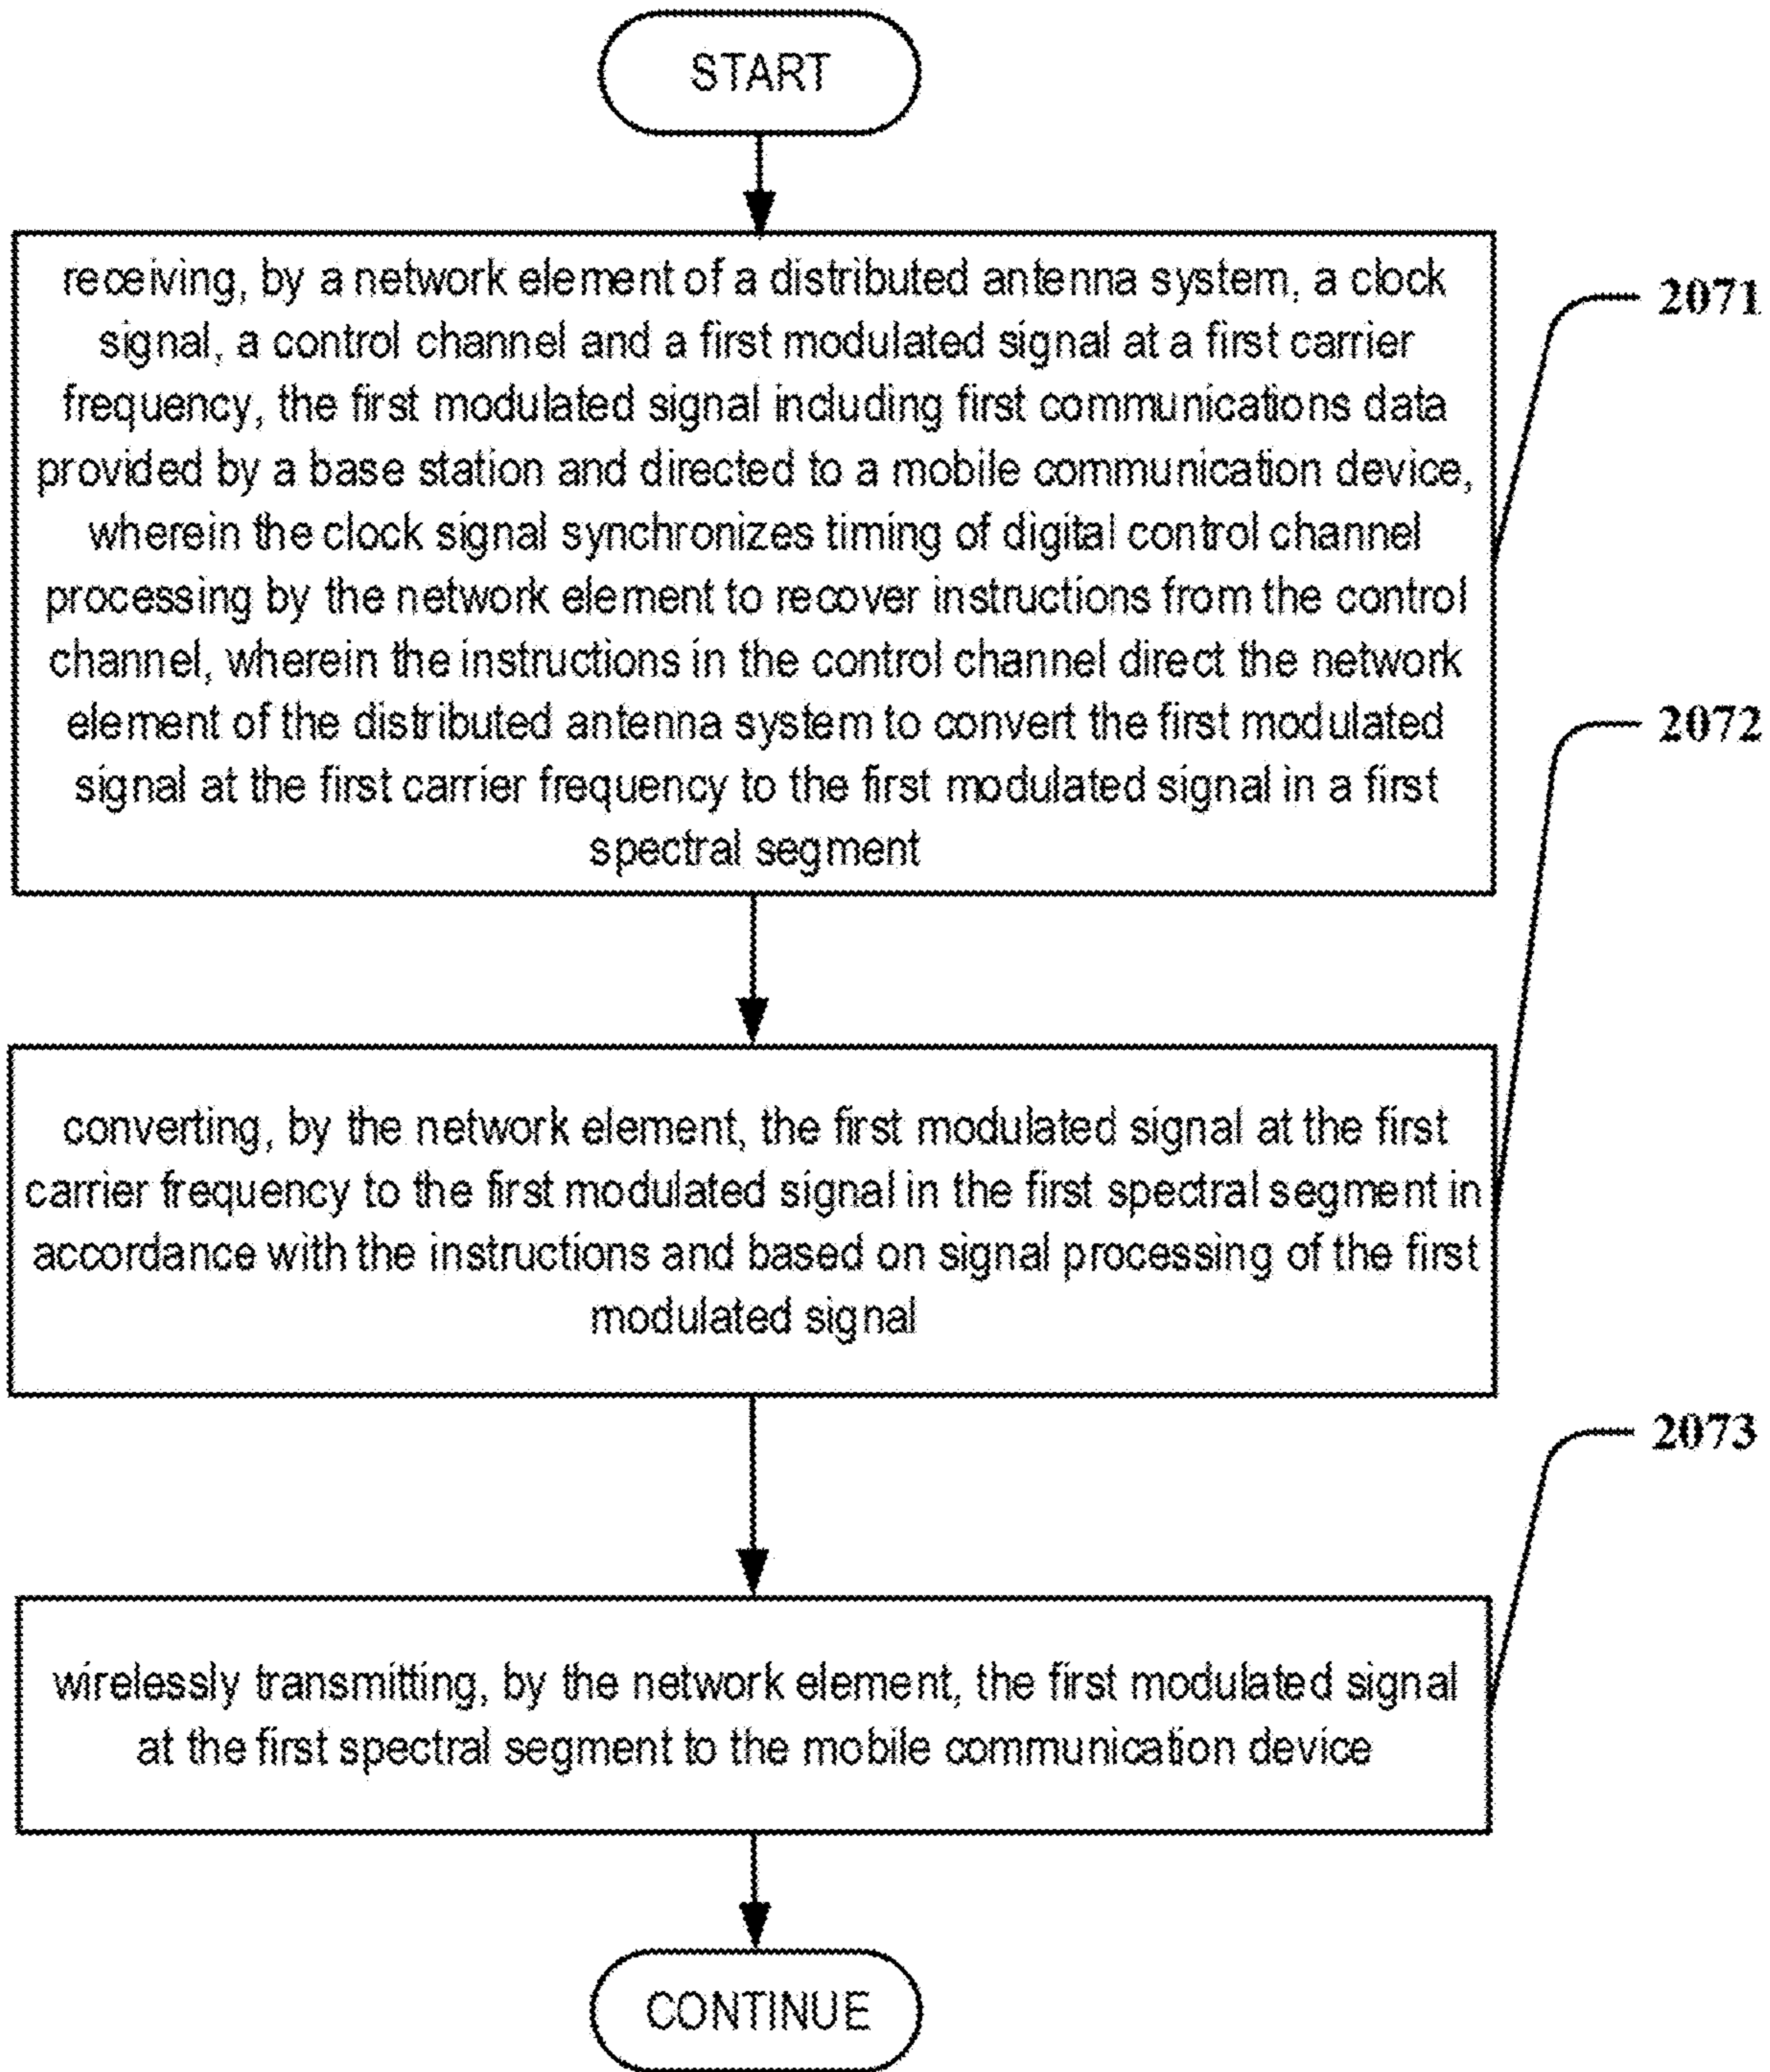 START
receiving, by a network element of a distributed antenna system, a clock
signal, a control channel and a first modulated signal at a first carrier
frequency, the first modulated signal including first communications data
provided by a base station and directed to a mobile communication device,
wherein the clock signal synchronizes timing of digital control channel
processing by the network element to recover instructions from the control
channel, wherein the instructions in the control channel direct the network
element of the distributed antenna system to convert the first modulated
signal at the first carrier frequency to the first modulated signal in a first
spectral segment
2071
converting, by the network element, the first modulated signal at the first
carrier frequency to the first modulated signal in the first spectral segment in
accordance with the instructions and based on signal processing of the first
modulated signal
2072
wirelessly transmitting, by the network element, the first modulated signal
at the first spectral segment to the mobile communication device
2073
CONTINUE